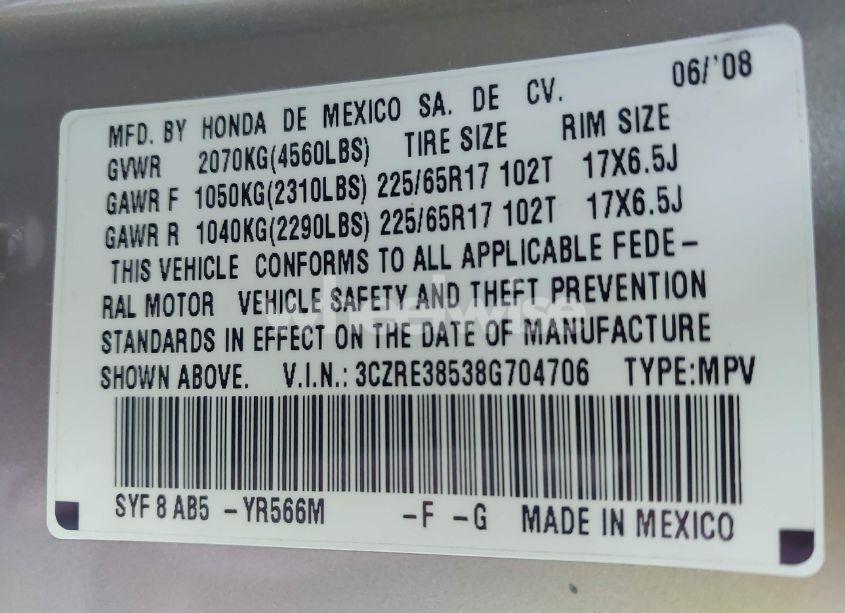 06/'08
MFD. BY HONDA DE MEXICO SA. DE CV.
GVWR 2070KG(4560LBS) TIRE SIZE RIM SIZE
GAWR F 1050KG(2310LBS) 225/65R17 102T 17X6.5J
GAWR R 1040KG(2290LBS) 225/65R17 102T 17X6.5J
THIS VEHICLE CONFORMS TO ALL APPLICABLE FEDE-
RAL MOTOR VEHICLE SAFETY AND THEFT PREVENTION
STANDARDS IN EFFECT ON THE DATE OF MANUFACTURE
SHOWN ABOVE. V.I.N.: 3CZRE38538G704706 TYPE:MPV
SYF 8 AB5 -YR566M -F -G MADE IN MEXICO
wheelwise